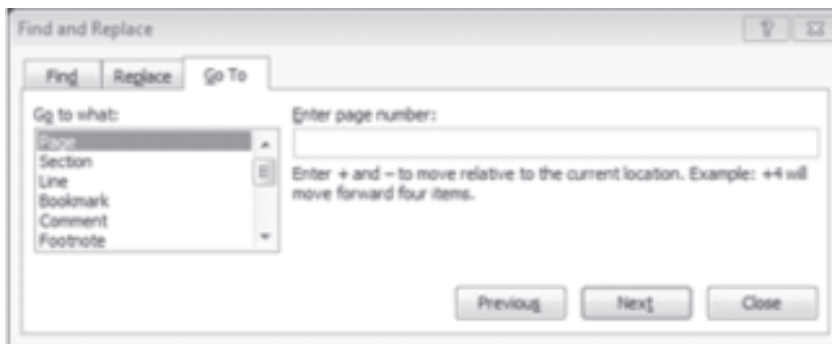 Find and Replace
Find Replace Go To
Go to what:
Page
Section
Line
Bookmark
Comment
Footnote
Enter page number:
Enter + and – to move relative to the current location. Example: +4 will
move forward four items.
Previous Next Close